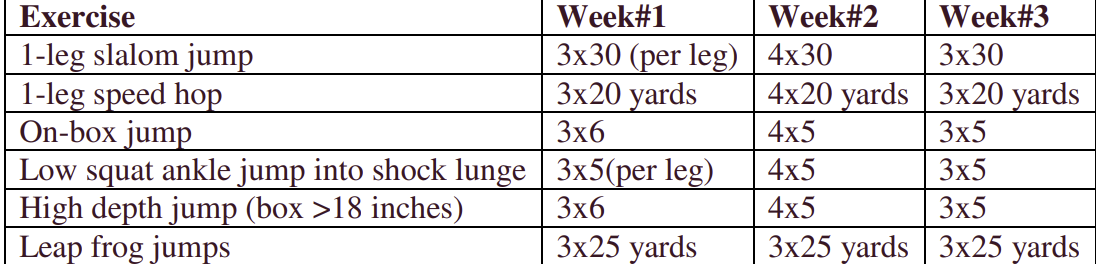 Exercise Week#1 Week#2 Week#3
1-leg slalom jump 3x30 (per leg) 4x30 3x30
1-leg speed hop 3x20 yards 4x20 yards 3x20 yards
On-box jump 3x6 4x5 3x5
Low squat ankle jump into shock lunge 3x5(per leg) 4x5 3x5
High depth jump (box >18 inches) 3x6 4x5 3x5
Leap frog jumps 3x25 yards 3x25 yards 3x25 yards